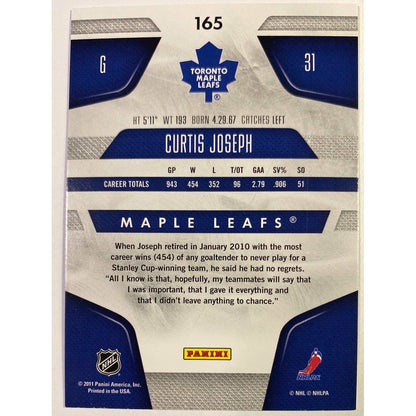 165
G
TORONTO
MAPLE
LEAFS
®
31
HT 5'11" WT 193 BORN 4.29.67 CATCHES LEFT
CURTIS JOSEPH
GP W L T/OT GAA SV% SO
CAREER TOTALS 943 454 352 96 2.79 .906 51
MAPLE LEAFS®
When Joseph retired in January 2010 with the most
career wins (454) of any goaltender to never play for a
Stanley Cup-winning team, he said he had no regrets.
"All I know is that, hopefully, my teammates will say that
I was important, that I gave it everything and
that I didn't leave anything to chance."
NHL
PANINI
NHLPA
© 2011 Panini America, Inc.
Printed in the USA.
© NHL © NHLPA